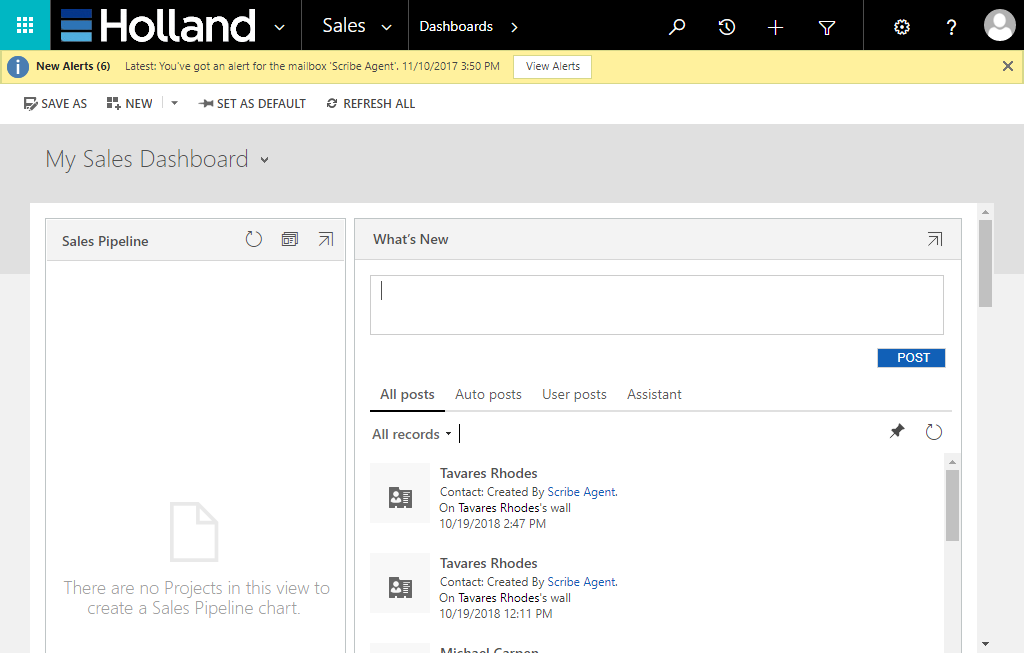 Holland
Sales
Dashboards
?
New Alerts (6) Latest: You've got an alert for the mailbox 'Scribe Agent'. 11/10/2017 3:50 PM View Alerts
SAVE AS NEW SET AS DEFAULT REFRESH ALL
My Sales Dashboard
Sales Pipeline
There are no Projects in this view to
create a Sales Pipeline chart.
What's New
POST
All posts Auto posts User posts Assistant
All records
Tavares Rhodes
Contact: Created By Scribe Agent.
On Tavares Rhodes's wall
10/19/2018 2:47 PM
Tavares Rhodes
Contact: Created By Scribe Agent.
On Tavares Rhodes's wall
10/19/2018 12:11 PM
Michael Carpen